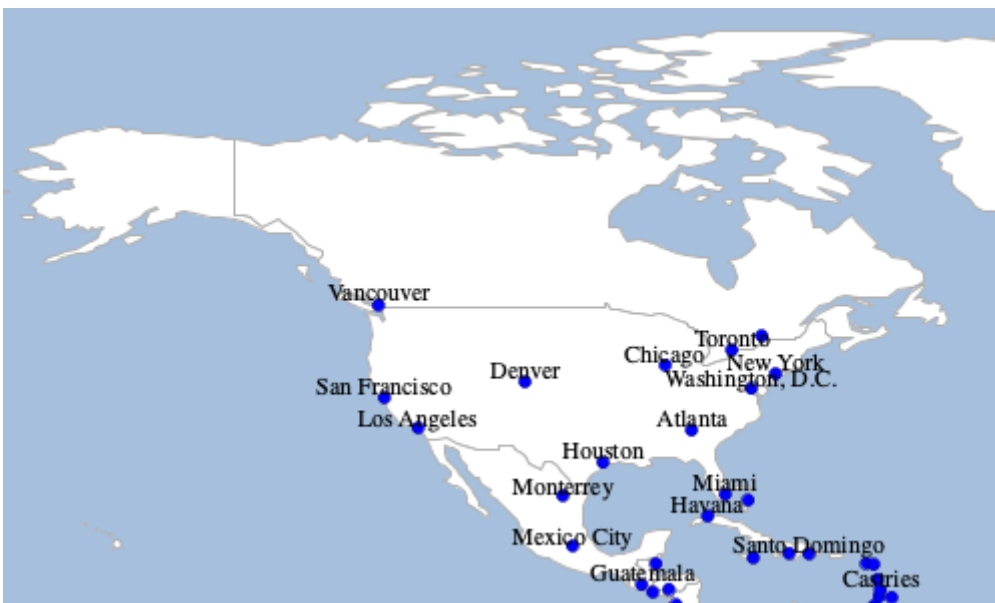 Vancouver
Toronto
Chicago
New York
Denver
Washington, D.C.
San Francisco
Los Angeles
Atlanta
Houston
Miami
Monterrey
Havana
Mexico City
Santo Domingo
Guatemala
Castries